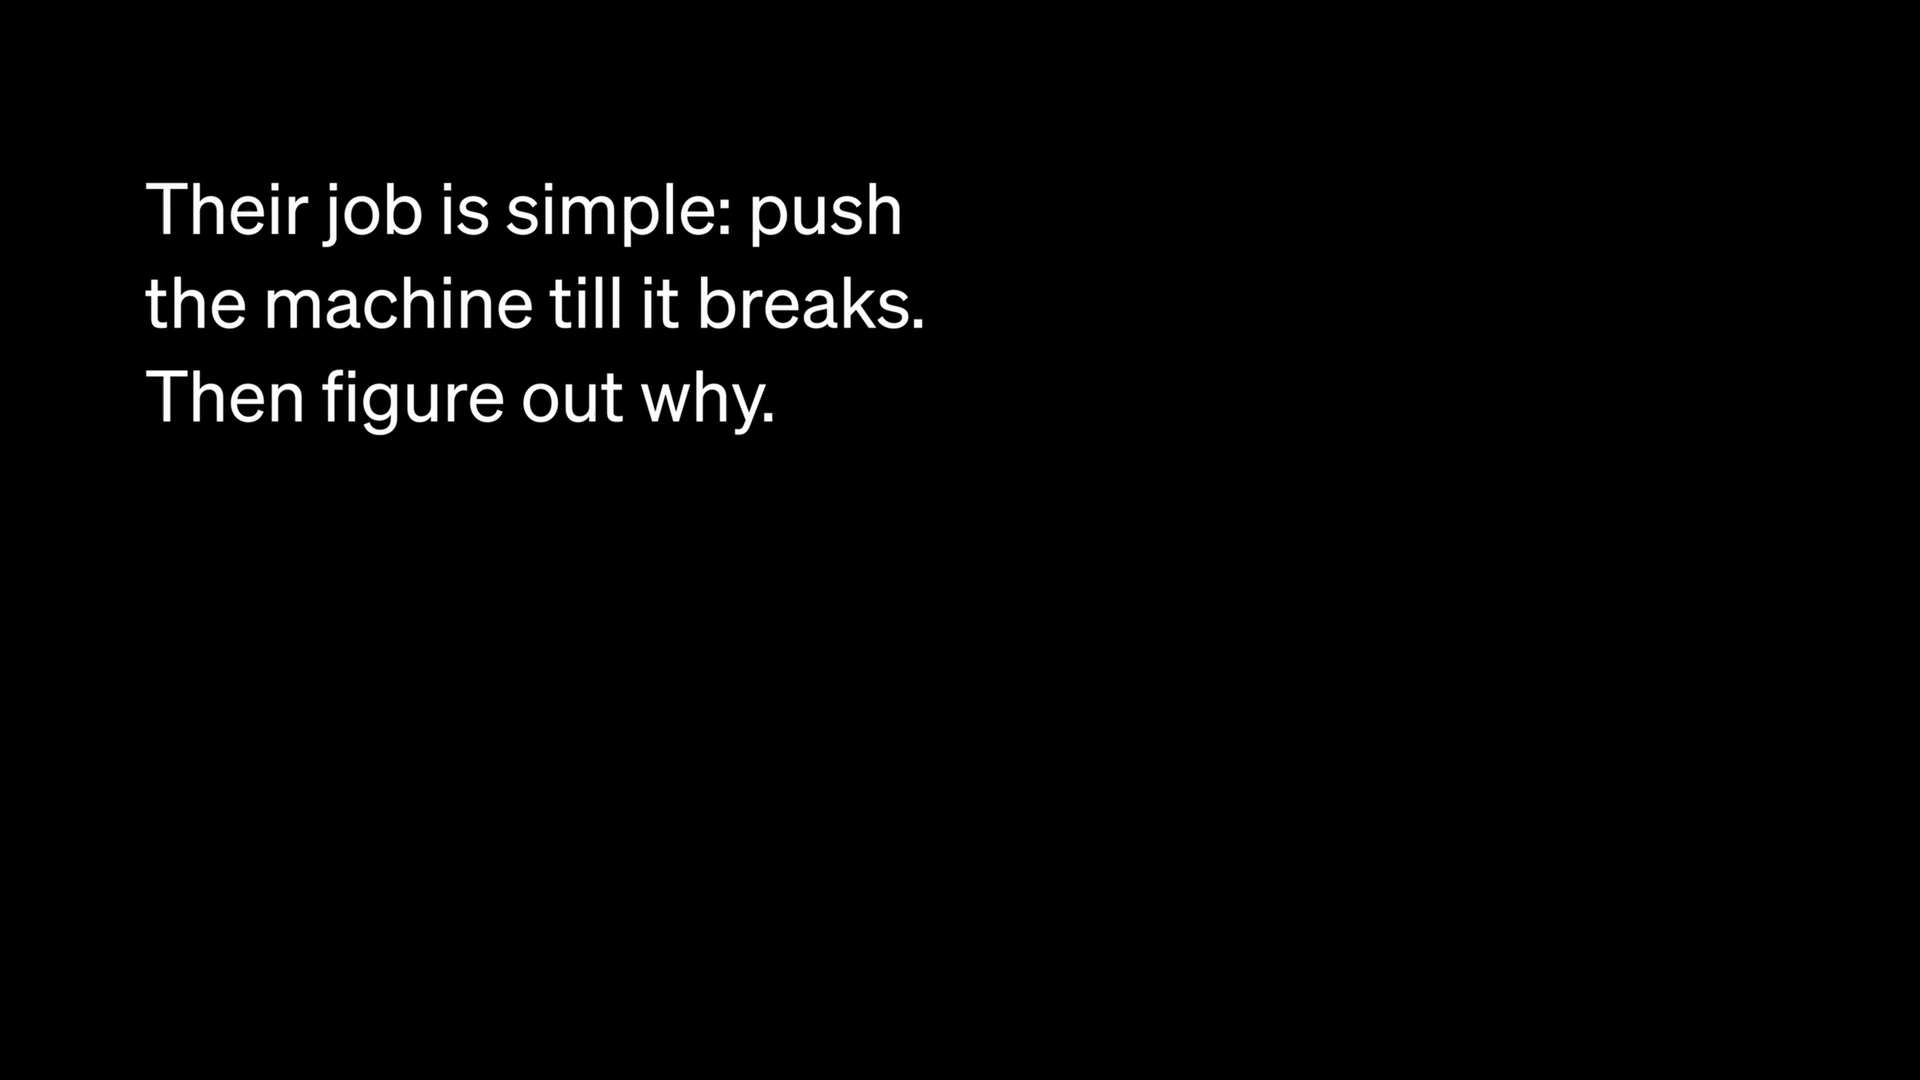 Their job is simple: push
the machine till it breaks.
Then figure out why.